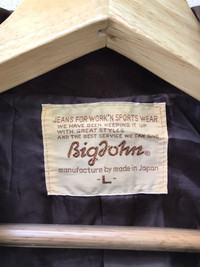 JEANS FOR WORK'N SPORTS WEAR
WE HAVE BEEN KEEPING IT UP
WITH GREAT STYLES
AND THE BEST SERVICE WE CAN GIVE
BigJohn®
manufacture by made in Japan
-L-